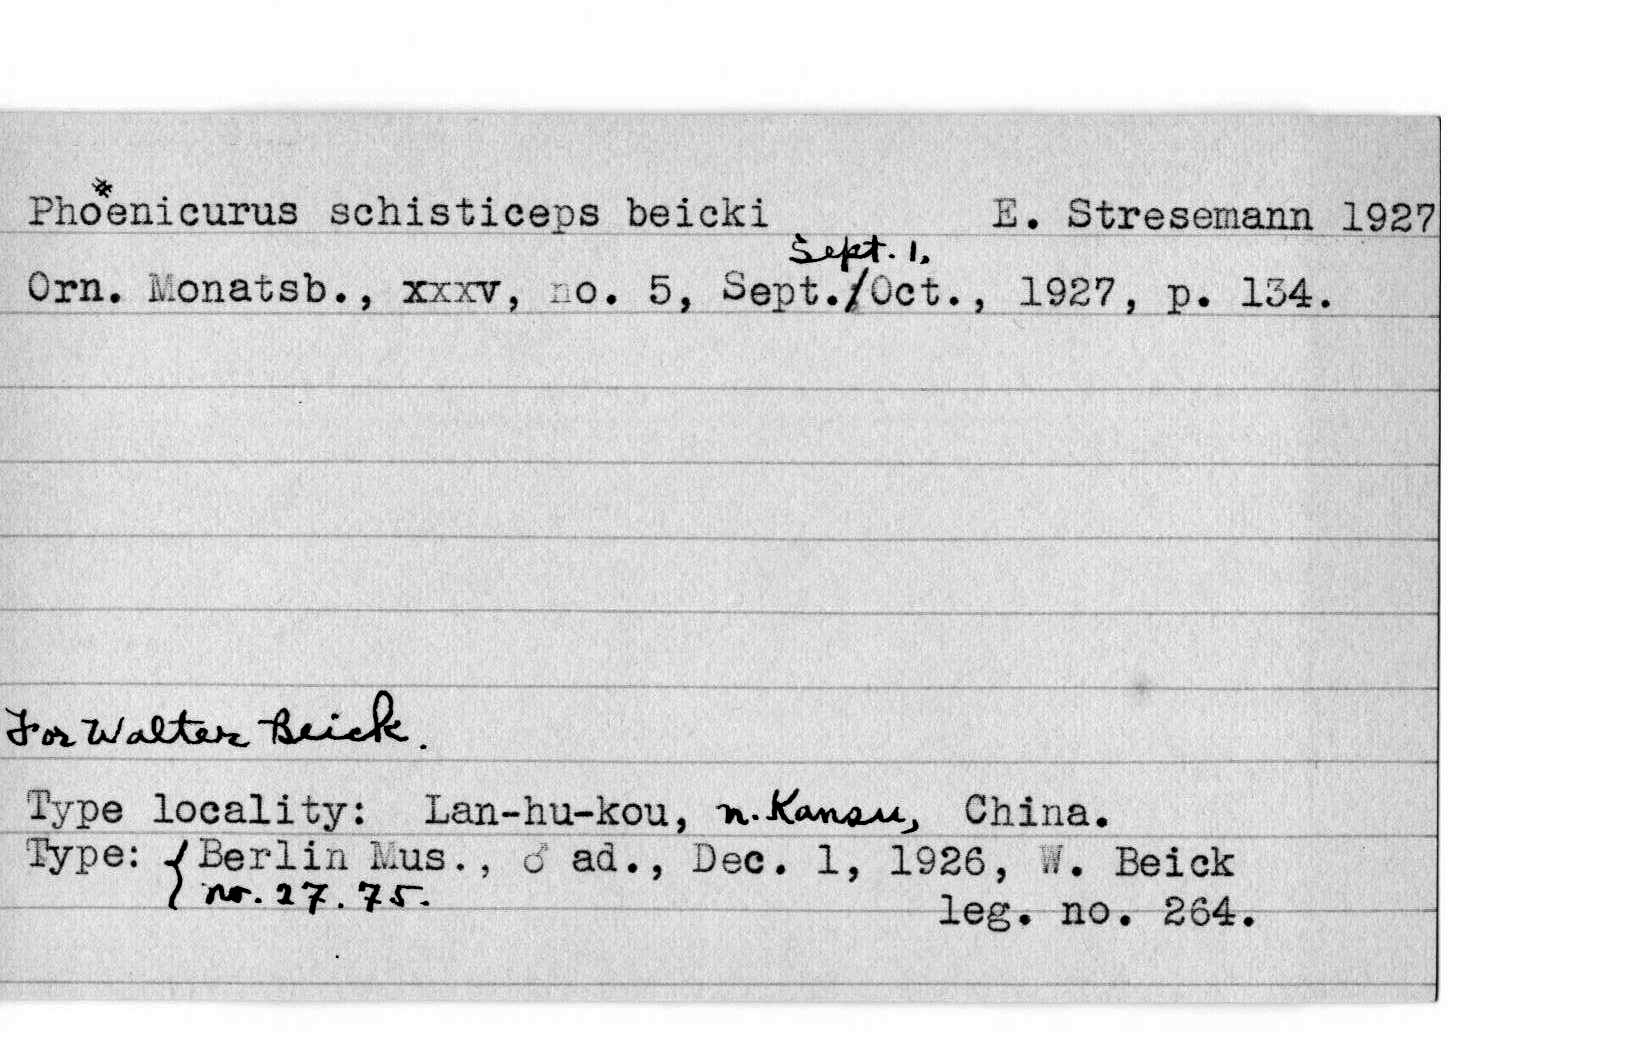 Phoenicurus schisticeps beicki E. Stresemann 1927
Sept. 1,
Orn. Monatsb., xxxv, no. 5, Sept./Oct., 1927, p. 134.
For Walter Beick.
Type locality: Lan-hu-kou, n. Kansu, China.
Type: { Berlin Mus., ♂ ad., Dec. 1, 1926, W. Beick
no. 27.75. leg. no. 264.